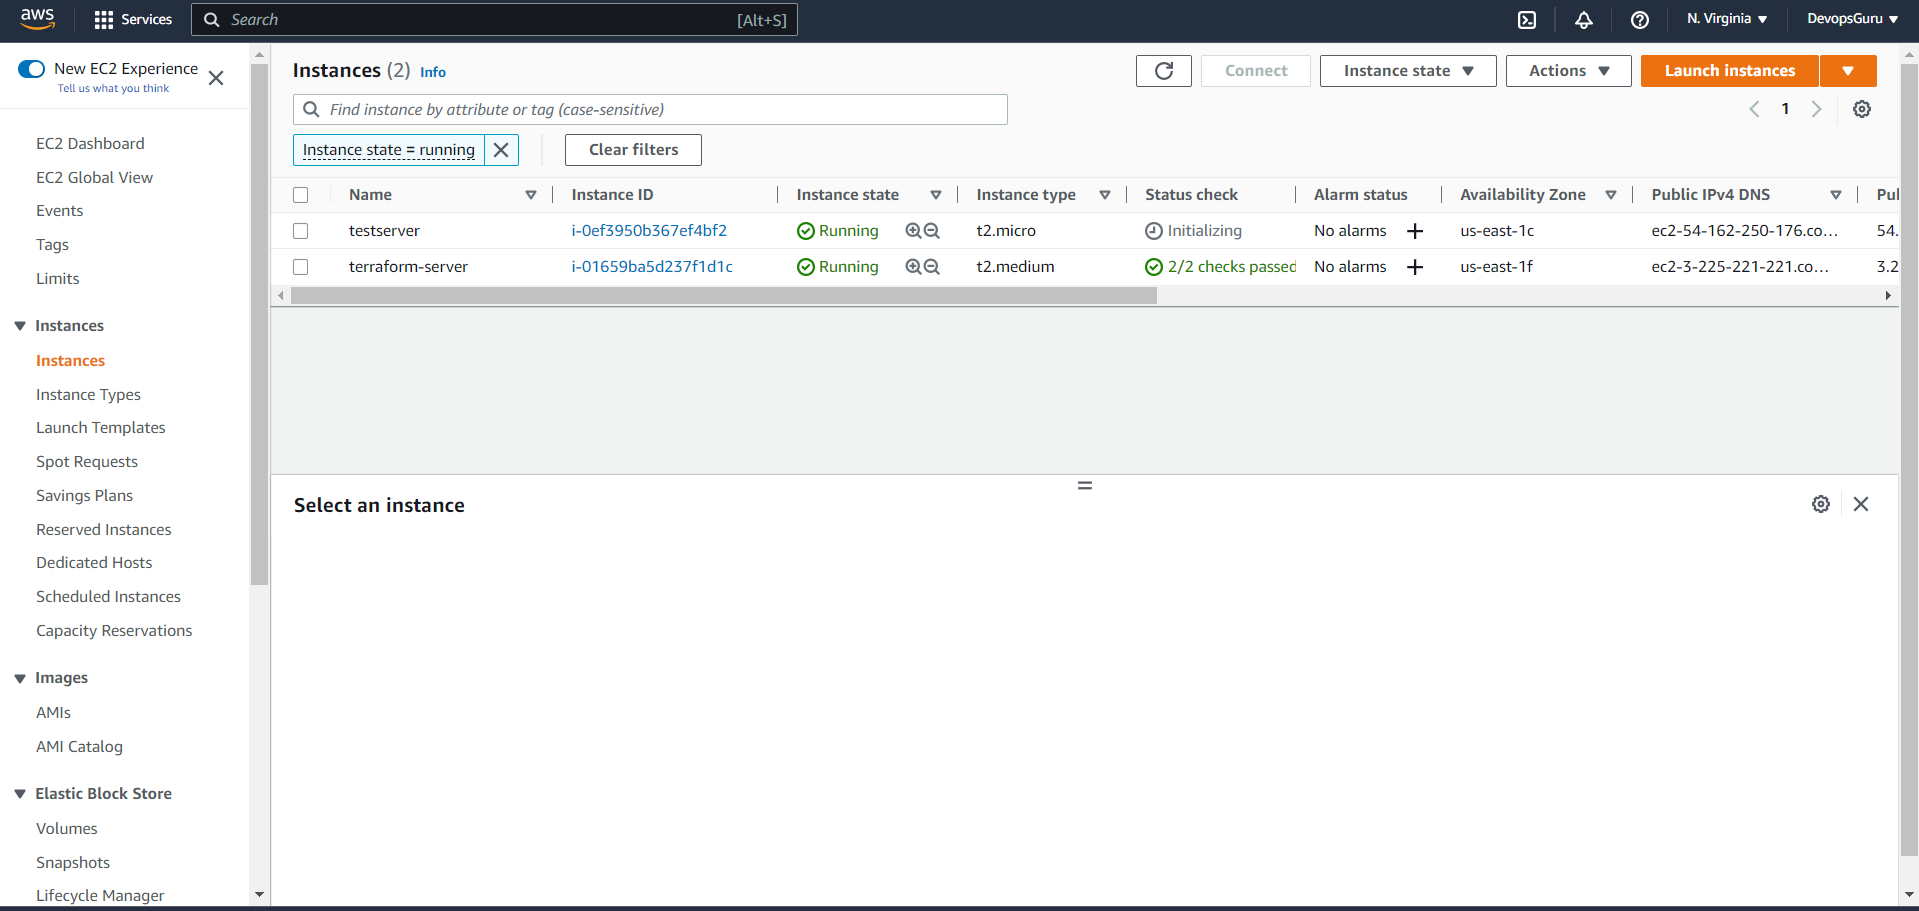 aws Services Search [Alt+S] N. Virginia DevopsGuru
New EC2 Experience
Tell us what you think
EC2 Dashboard
EC2 Global View
Events
Tags
Limits
Instances
Instances
Instance Types
Launch Templates
Spot Requests
Savings Plans
Reserved Instances
Dedicated Hosts
Scheduled Instances
Capacity Reservations
Images
AMIs
AMI Catalog
Elastic Block Store
Volumes
Snapshots
Lifecycle Manager
Instances (2) Info Connect Instance state Actions Launch instances
Find instance by attribute or tag (case-sensitive) 1
Instance state = running Clear filters
Name Instance ID Instance state Instance type Status check Alarm status Availability Zone Public IPv4 DNS Pul
testserver i-0ef3950b367ef4bf2 Running t2.micro Initializing No alarms us-east-1c ec2-54-162-250-176.co... 54.
terraform-server i-01659ba5d237f1d1c Running t2.medium 2/2 checks passed No alarms us-east-1f ec2-3-225-221-221.co... 3.2
Select an instance